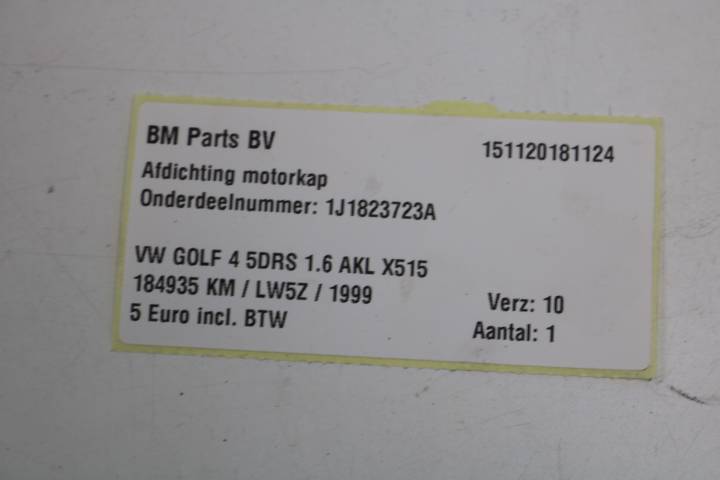 BM Parts BV 151120181124
Afdichting motorkap
Onderdeelnummer: 1J1823723A
VW GOLF 4 5DRS 1.6 AKL X515
184935 KM / LW5Z / 1999 Verz: 10
5 Euro incl. BTW Aantal: 1